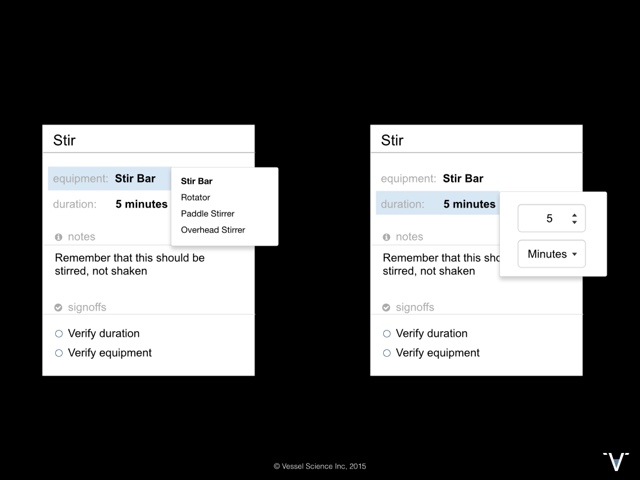 Stir
equipment: Stir Bar
Stir Bar
Rotator
Paddle Stirrer
Overhead Stirrer
duration: 5 minutes
notes
Remember that this should be
stirred, not shaken
signoffs
Verify duration
Verify equipment
Stir
equipment: Stir Bar
duration: 5 minutes
5
Minutes
notes
Remember that this sho
stirred, not shaken
signoffs
Verify duration
Verify equipment
© Vessel Science Inc, 2015